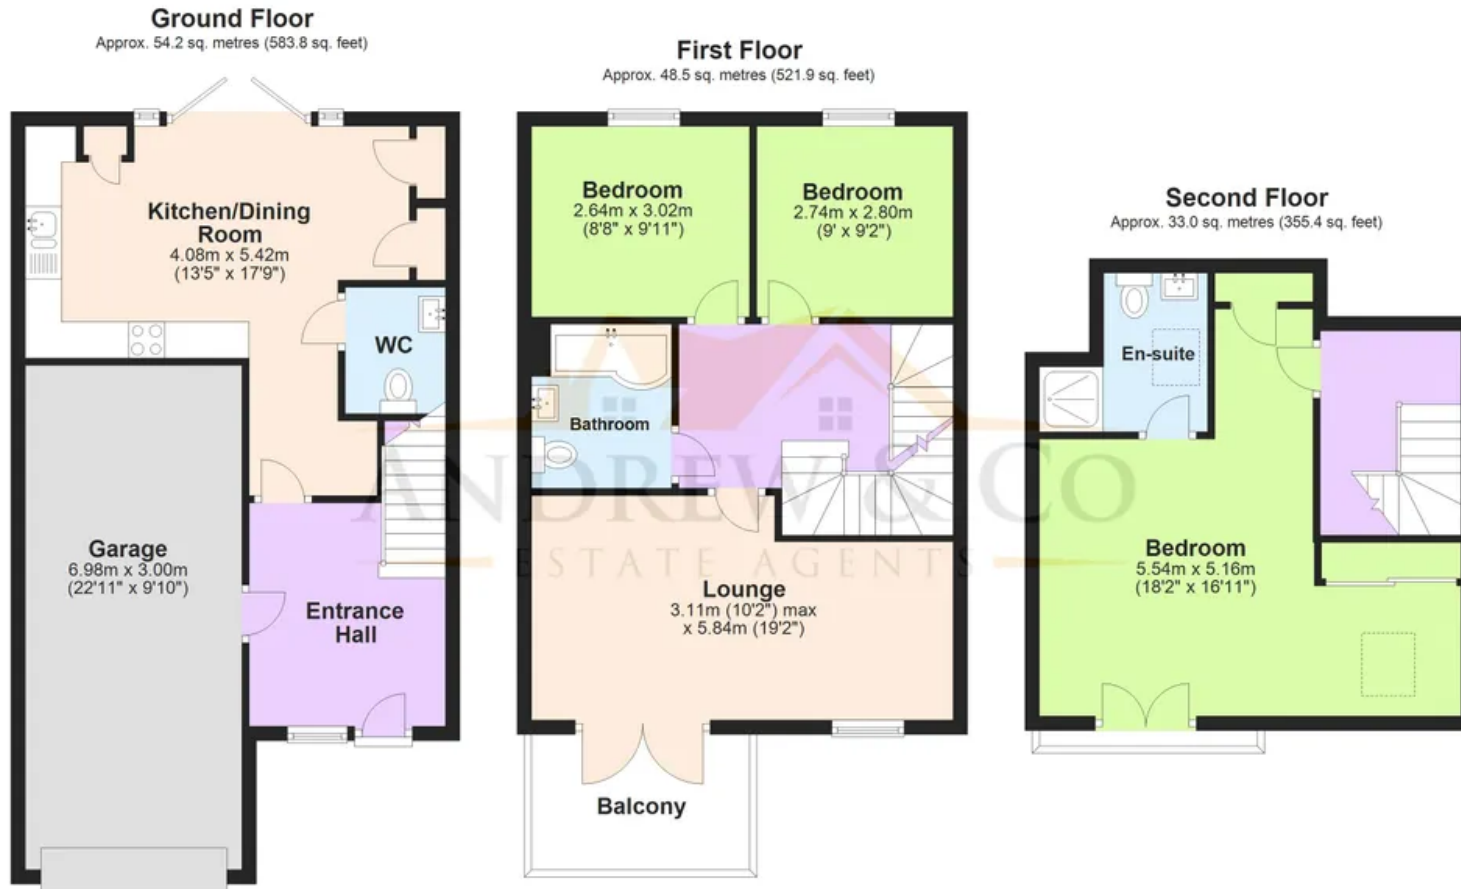 Ground Floor
Approx. 54.2 sq. metres (583.8 sq. feet)
Kitchen/Dining
Room
4.08m x 5.42m
(13'5" x 17'9")
WC
Garage
6.98m x 3.00m
(22'11" x 9'10")
Entrance
Hall
First Floor
Approx. 48.5 sq. metres (521.9 sq. feet)
Bedroom
2.64m x 3.02m
(8'8" x 9'11")
Bedroom
2.74m x 2.80m
(9' x 9'2")
Bathroom
ANDREW & CO
ESTATE AGENTS
Lounge
3.11m (10'2") max
x 5.84m (19'2")
Balcony
Second Floor
Approx. 33.0 sq. metres (355.4 sq. feet)
En-suite
Bedroom
5.54m x 5.16m
(18'2" x 16'11")